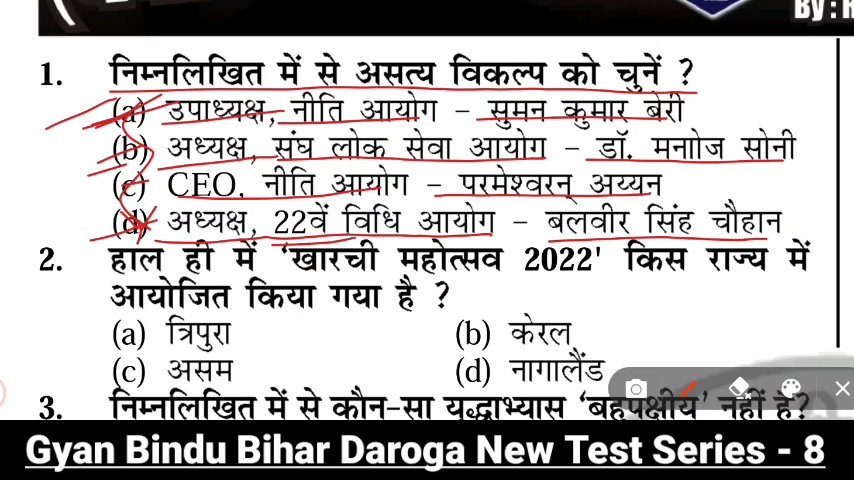 By : R
1. निम्नलिखित में से असत्य विकल्प को चुनें ?
(a) उपाध्यक्ष, नीति आयोग - सुमन कुमार बेरी
(b) अध्यक्ष, संघ लोक सेवा आयोग - डॉ. मनाोज सोनी
(c) CEO, नीति आयोग - परमेश्वरन् अय्यन
(d) अध्यक्ष, 22वें विधि आयोग - बलवीर सिंह चौहान
2. हाल ही में 'खारची महोत्सव 2022' किस राज्य में
आयोजित किया गया है ?
(a) त्रिपुरा (b) केरल
(c) असम (d) नागालैंड
3. निम्नलिखित में से कौन-सा युद्धाभ्यास 'बहुपक्षीय' नहीं है?
Gyan Bindu Bihar Daroga New Test Series - 8